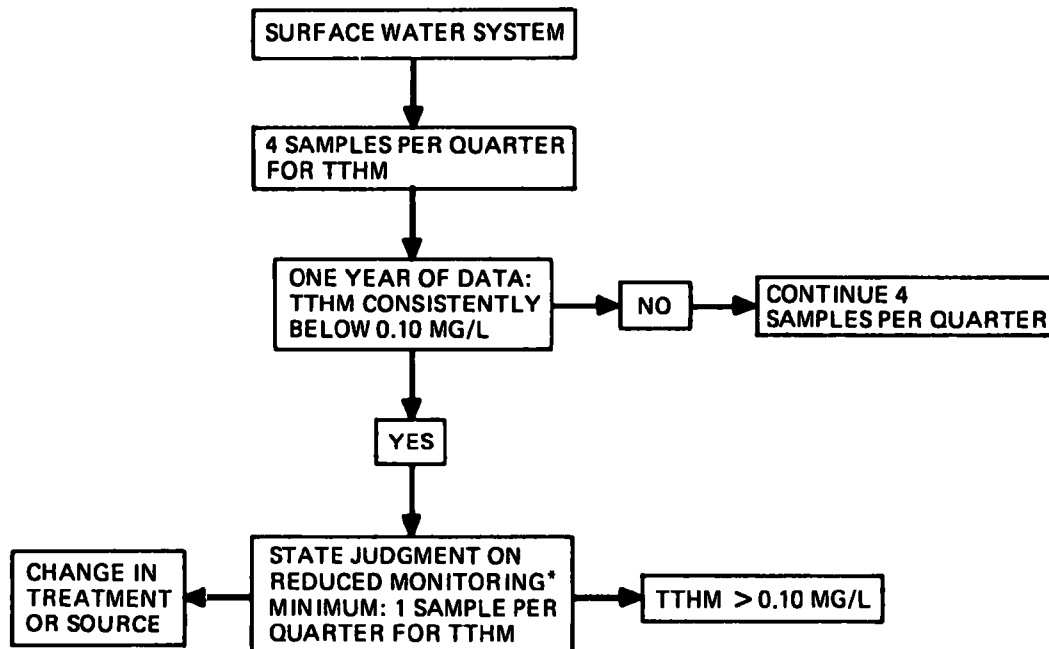 SURFACE WATER SYSTEM
4 SAMPLES PER QUARTER
FOR TTHM
ONE YEAR OF DATA:
TTHM CONSISTENTLY
BELOW 0.10 MG/L
NO
CONTINUE 4
SAMPLES PER QUARTER
YES
CHANGE IN
TREATMENT
OR SOURCE
STATE JUDGMENT ON
REDUCED MONITORING*
MINIMUM: 1 SAMPLE PER
QUARTER FOR TTHM
TTHM > 0.10 MG/L